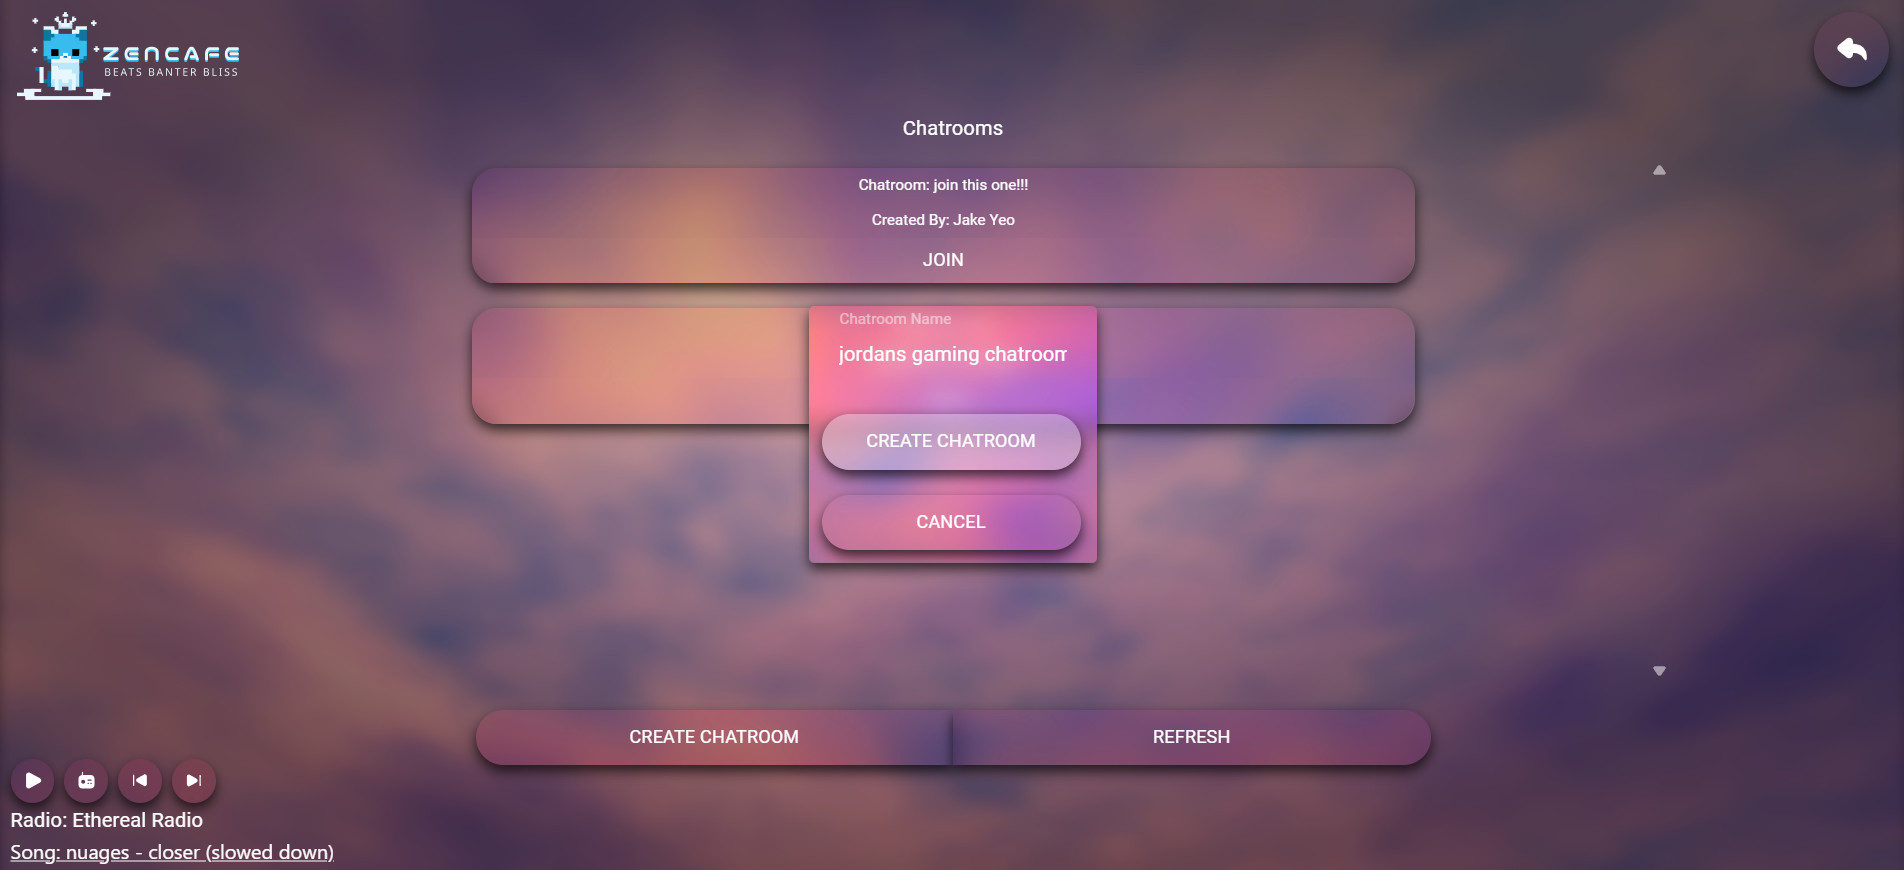 ZENCAFE
BEATS BANTER BLISS
Chatrooms
Chatroom: join this one!!!
Created By: Jake Yeo
JOIN
Chatroom Name
jordans gaming chatroom
CREATE CHATROOM
CANCEL
CREATE CHATROOM
REFRESH
Radio: Ethereal Radio
Song: nuages - closer (slowed down)